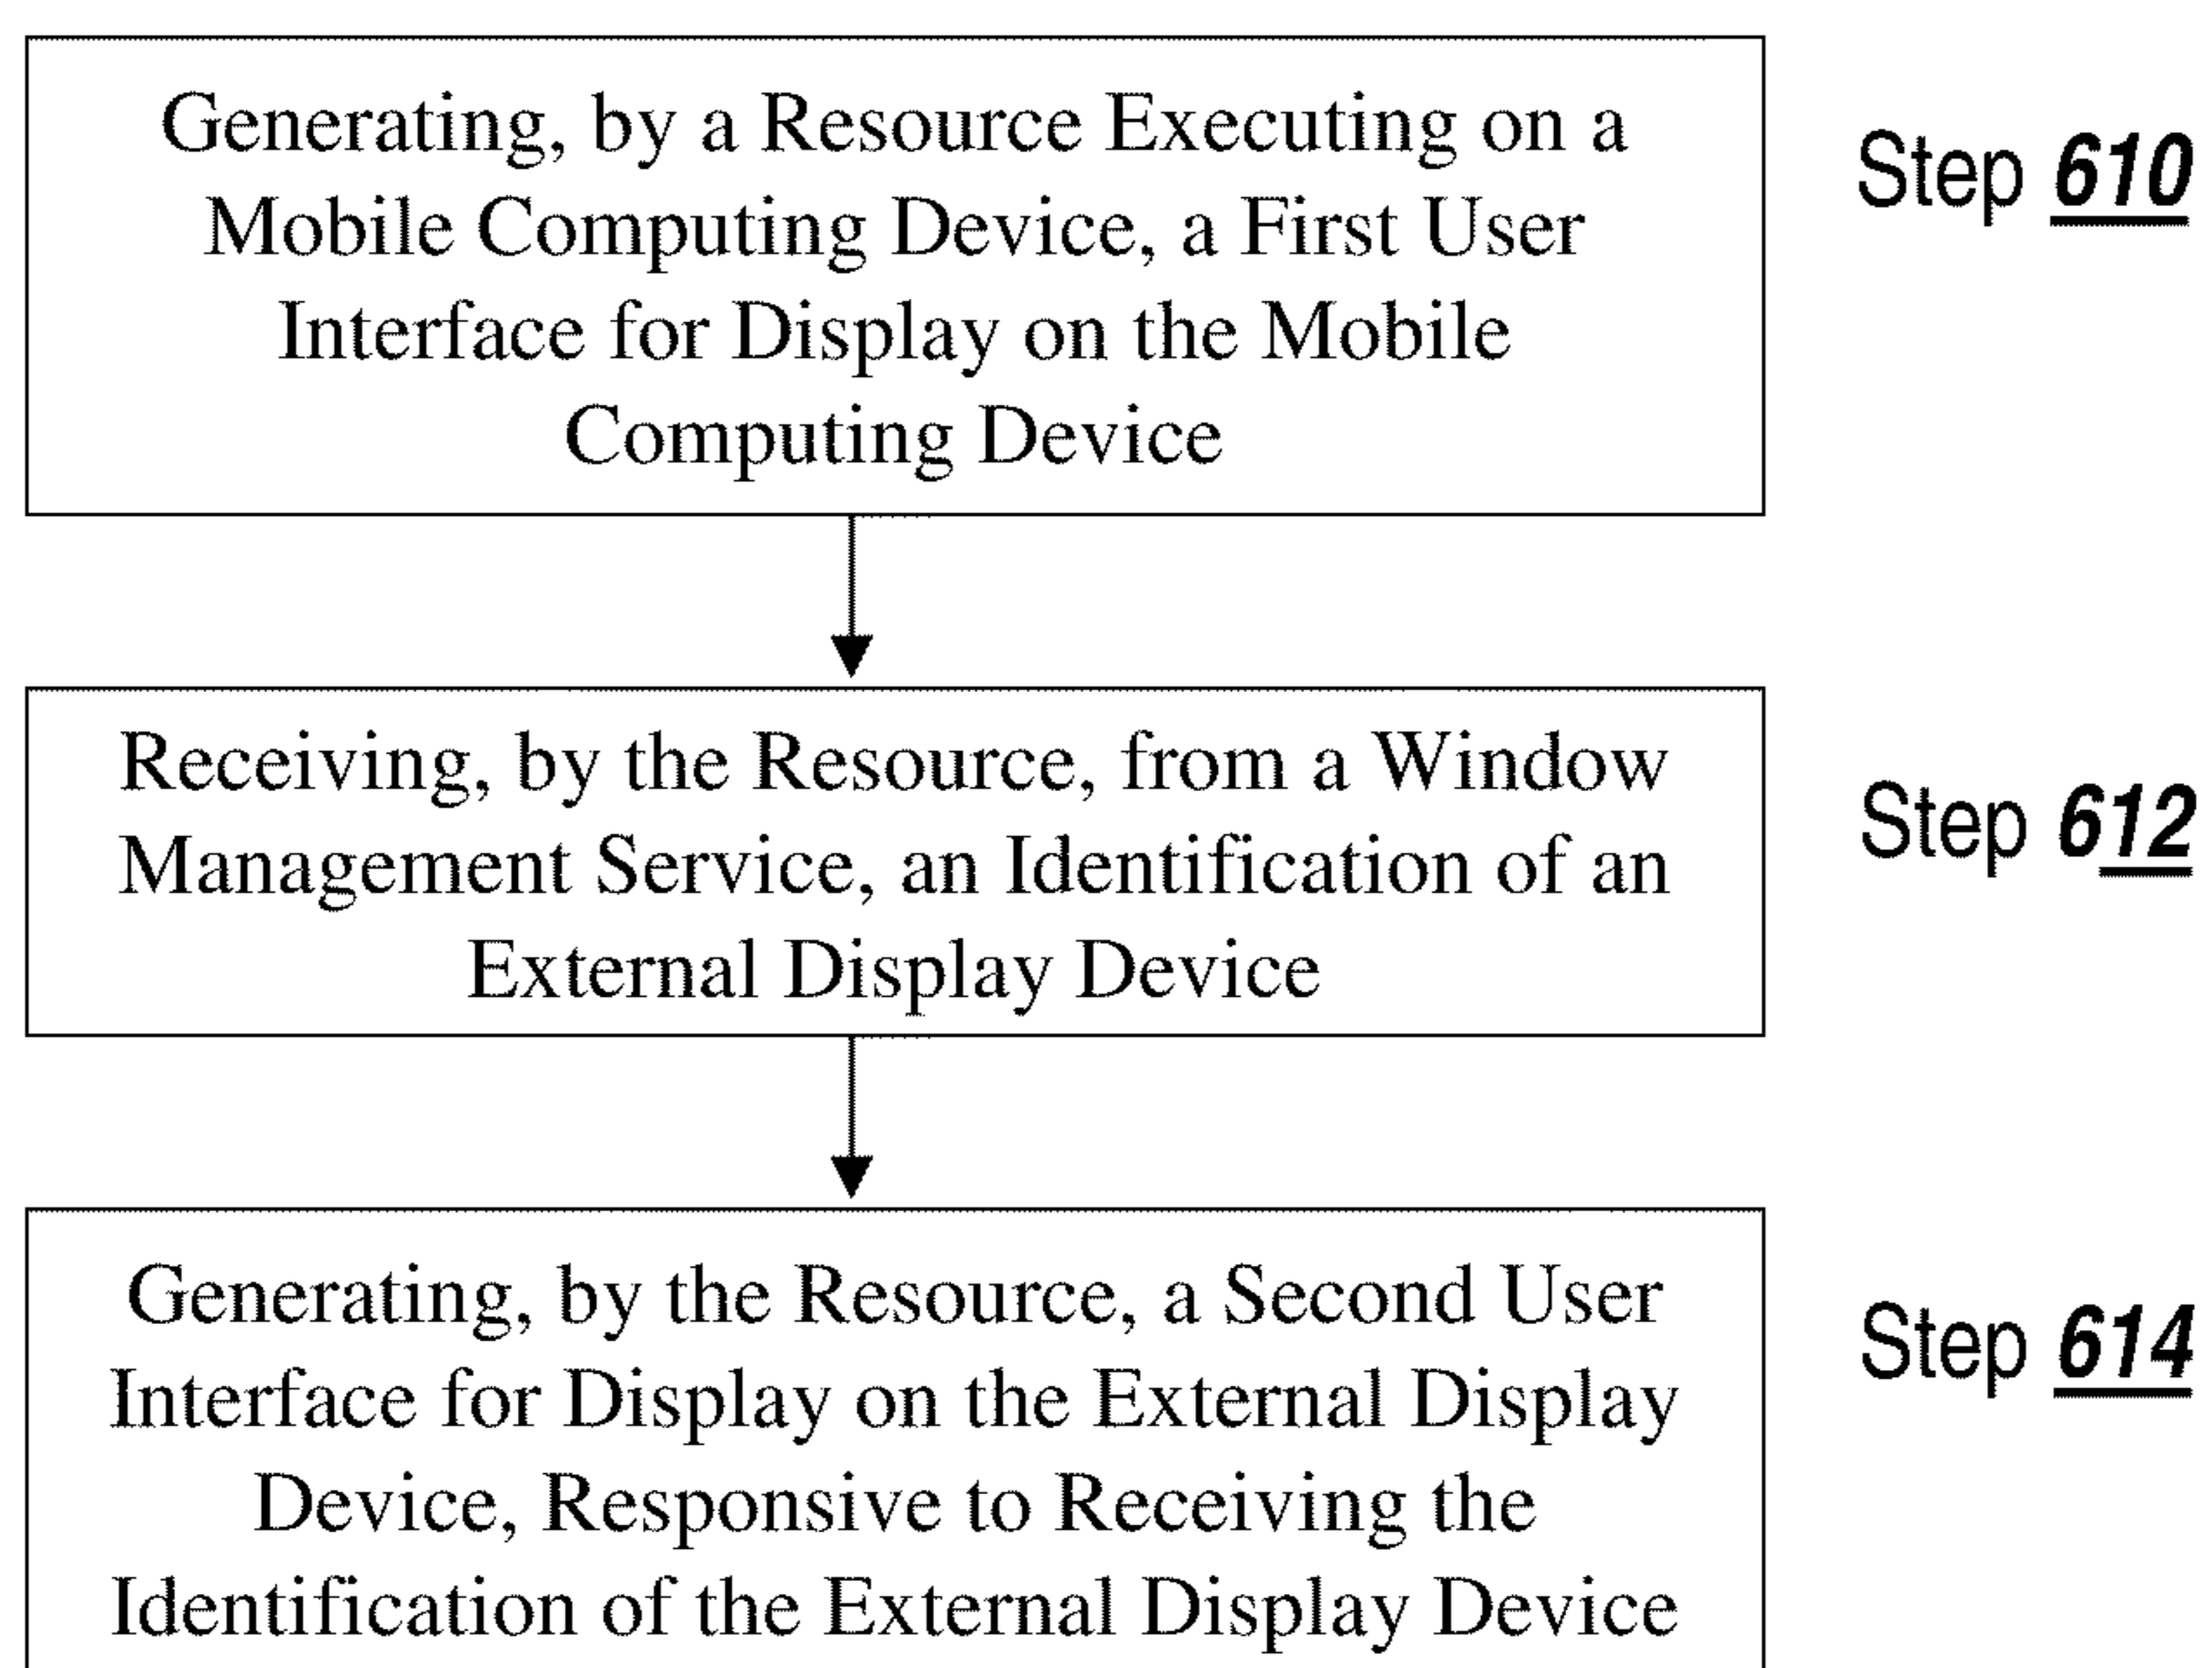 Generating, by a Resource Executing on a
Mobile Computing Device, a First User
Interface for Display on the Mobile
Computing Device
Step 610
Receiving, by the Resource, from a Window
Management Service, an Identification of an
External Display Device
Step 612
Generating, by the Resource, a Second User
Interface for Display on the External Display
Device, Responsive to Receiving the
Identification of the External Display Device
Step 614